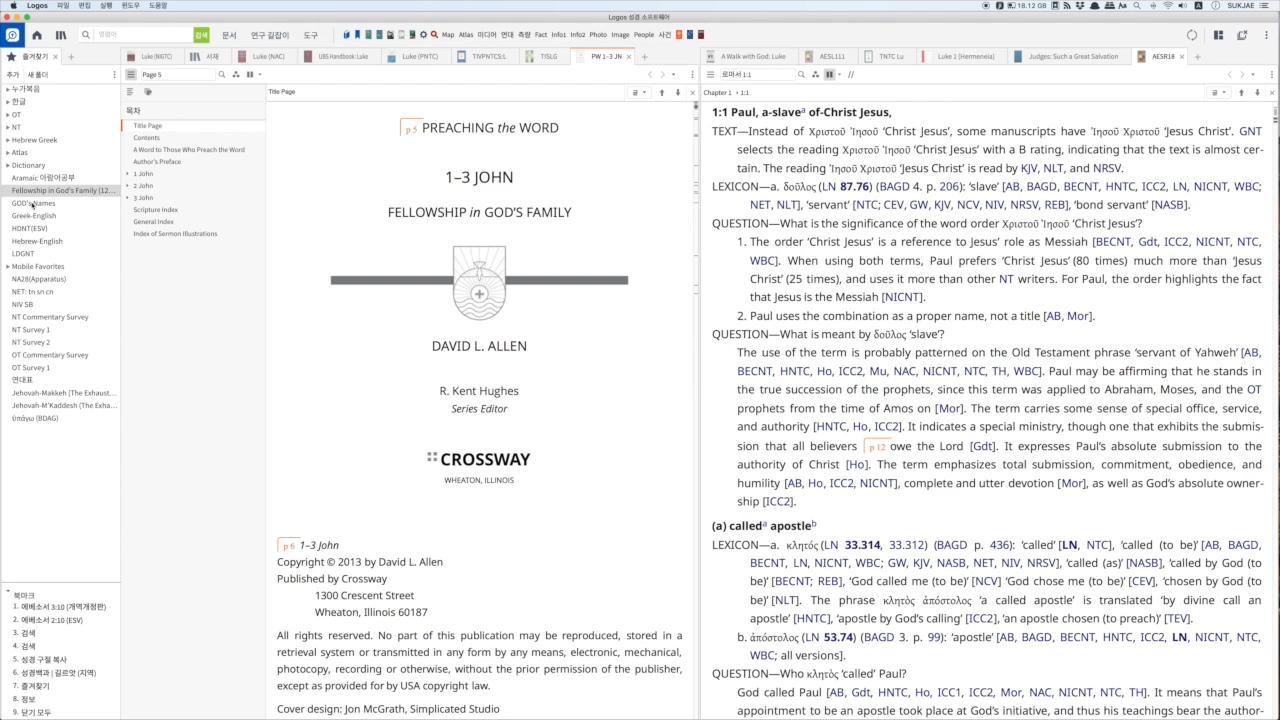 Logos 파일 편집 실행 윈도우 도움말
18.12 GB
SUKJAE
Logos 성경 소프트웨어
명령어 검색 문서 연구 길잡이 도구
Map Atlas 미디어 연대 측량 Fact Info1 Info2 Photo Image People 사건
즐겨찾기
Luke (NIGTC) 서재 Luke (NAC) UBS Handbook: Luke Luke (PNTC) TIVPNTCS:L TISLG PW 1–3 JN
A Walk with God: Luke AESL111 TNTC Lu Luke 1 (Hermeneia) Judges: Such a Great Salvation AESR18
추가 새 폴더
누가복음
한글
OT
NT
Hebrew Greek
Atlas
Dictionary
Aramaic 아람어공부
Fellowship in God's Family (12...
GOD's Names
Greek-English
HDNT(ESV)
Hebrew-English
LDGNT
Mobile Favorites
NA28(Apparatus)
NET: tn sn cn
NIV SB
NT Commentary Survey
NT Survey 1
NT Survey 2
OT Commentary Survey
OT Survey 1
연대표
Jehovah-Makkeh (The Exhaust...
Jehovah-M'Kaddesh (The Exha...
ὑπάγω (BDAG)
북마크
1. 에베소서 3:10 (개역개정판)
2. 에베소서 2:10 (ESV)
3. 검색
4. 검색
5. 성경 구절 복사
6. 성경백과 | 길르앗 (지역)
7. 즐겨찾기
8. 정보
9. 닫기 모두
Page 5
목차
Title Page
Contents
A Word to Those Who Preach the Word
Author's Preface
1 John
2 John
3 John
Scripture Index
General Index
Index of Sermon Illustrations
Title Page
글
p 5 PREACHING the WORD
1–3 JOHN
FELLOWSHIP in GOD'S FAMILY
DAVID L. ALLEN
R. Kent Hughes
Series Editor
CROSSWAY
WHEATON, ILLINOIS
p 6 1–3 John
Copyright © 2013 by David L. Allen
Published by Crossway
1300 Crescent Street
Wheaton, Illinois 60187
All rights reserved. No part of this publication may be reproduced, stored in a
retrieval system or transmitted in any form by any means, electronic, mechanical,
photocopy, recording or otherwise, without the prior permission of the publisher,
except as provided for by USA copyright law.
Cover design: Jon McGrath, Simplicated Studio
로마서 1:1
Chapter 1 › 1:1
글
1:1 Paul, a-slaveᵃ of-Christ Jesus,
TEXT—Instead of Χριστοῦ Ἰησοῦ ‘Christ Jesus’, some manuscripts have Ἰησοῦ Χριστοῦ ‘Jesus Christ’. GNT
selects the reading Χριστοῦ Ἰησοῦ ‘Christ Jesus’ with a B rating, indicating that the text is almost cer-
tain. The reading Ἰησοῦ Χριστοῦ ‘Jesus Christ’ is read by KJV, NLT, and NRSV.
LEXICON—a. δοῦλος (LN 87.76) (BAGD 4. p. 206): ‘slave’ [AB, BAGD, BECNT, HNTC, ICC2, LN, NICNT, WBC;
NET, NLT], ‘servant’ [NTC; CEV, GW, KJV, NCV, NIV, NRSV, REB], ‘bond servant’ [NASB].
QUESTION—What is the significance of the word order Χριστοῦ Ἰησοῦ ‘Christ Jesus’?
1. The order ‘Christ Jesus’ is a reference to Jesus’ role as Messiah [BECNT, Gdt, ICC2, NICNT, NTC,
WBC]. When using both terms, Paul prefers ‘Christ Jesus’ (80 times) much more than ‘Jesus
Christ’ (25 times), and uses it more than other NT writers. For Paul, the order highlights the fact
that Jesus is the Messiah [NICNT].
2. Paul uses the combination as a proper name, not a title [AB, Mor].
QUESTION—What is meant by δοῦλος ‘slave’?
The use of the term is probably patterned on the Old Testament phrase ‘servant of Yahweh’ [AB,
BECNT, HNTC, Ho, ICC2, Mu, NAC, NICNT, NTC, TH, WBC]. Paul may be affirming that he stands in
the true succession of the prophets, since this term was applied to Abraham, Moses, and the OT
prophets from the time of Amos on [Mor]. The term carries some sense of special office, service,
and authority [HNTC, Ho, ICC2]. It indicates a special ministry, though one that exhibits the submis-
sion that all believers p 12 owe the Lord [Gdt]. It expresses Paul’s absolute submission to the
authority of Christ [Ho]. The term emphasizes total submission, commitment, obedience, and
humility [AB, Ho, ICC2, NICNT], complete and utter devotion [Mor], as well as God’s absolute owner-
ship [ICC2].
(a) calledᵃ apostleᵇ
LEXICON—a. κλητός (LN 33.314, 33.312) (BAGD p. 436): ‘called’ [LN, NTC], ‘called (to be)’ [AB, BAGD,
BECNT, LN, NICNT, WBC; GW, KJV, NASB, NET, NIV, NRSV], ‘called (as)’ [NASB], ‘called by God (to
be)’ [BECNT; REB], ‘God called me (to be)’ [NCV] ‘God chose me (to be)’ [CEV], ‘chosen by God (to
be)’ [NLT]. The phrase κλητὸς ἀπόστολος ‘a called apostle’ is translated ‘by divine call an
apostle’ [HNTC], ‘apostle by God’s calling’ [ICC2], ‘an apostle chosen (to preach)’ [TEV].
b. ἀπόστολος (LN 53.74) (BAGD 3. p. 99): ‘apostle’ [AB, BAGD, BECNT, HNTC, ICC2, LN, NICNT, NTC,
WBC; all versions].
QUESTION—Who κλητός ‘called’ Paul?
God called Paul [AB, Gdt, HNTC, Ho, ICC1, ICC2, Mor, NAC, NICNT, NTC, TH]. It means that Paul’s
appointment to be an apostle took place at God’s initiative, and thus his teachings bear the author-